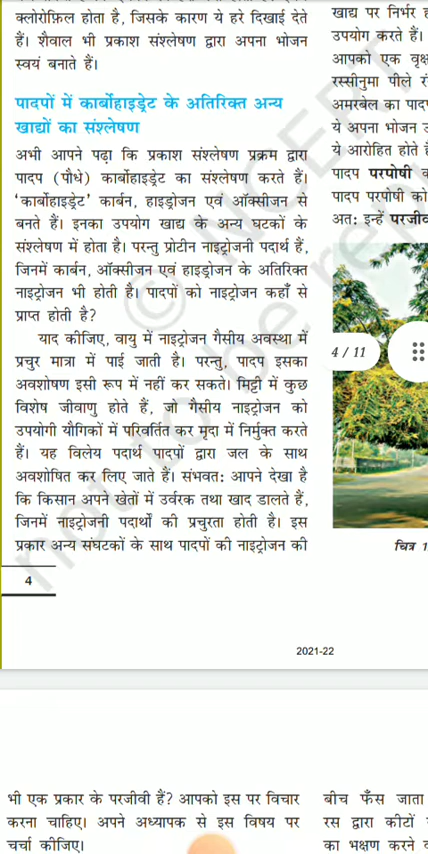 क्लोरोफ़िल होता है, जिसके कारण ये हरे दिखाई देते
हैं। शैवाल भी प्रकाश संश्लेषण द्वारा अपना भोजन
स्वयं बनाते हैं।
पादपों में कार्बोहाइड्रेट के अतिरिक्त अन्य
खाद्यों का संश्लेषण
अभी आपने पढ़ा कि प्रकाश संश्लेषण प्रक्रम द्वारा
पादप (पौधे) कार्बोहाइड्रेट का संश्लेषण करते हैं।
‘कार्बोहाइड्रेट’ कार्बन, हाइड्रोजन एवं ऑक्सीजन से
बनते हैं। इनका उपयोग खाद्य के अन्य घटकों के
संश्लेषण में होता है। परन्तु प्रोटीन नाइट्रोजनी पदार्थ हैं,
जिनमें कार्बन, ऑक्सीजन एवं हाइड्रोजन के अतिरिक्त
नाइट्रोजन भी होती है। पादपों को नाइट्रोजन कहाँ से
प्राप्त होती है?
याद कीजिए, वायु में नाइट्रोजन गैसीय अवस्था में
प्रचुर मात्रा में पाई जाती है। परन्तु, पादप इसका
अवशोषण इसी रूप में नहीं कर सकते। मिट्टी में कुछ
विशेष जीवाणु होते हैं, जो गैसीय नाइट्रोजन को
उपयोगी यौगिकों में परिवर्तित कर मृदा में निर्मुक्त करते
हैं। यह विलेय पदार्थ पादपों द्वारा जल के साथ
अवशोषित कर लिए जाते हैं। संभवत: आपने देखा है
कि किसान अपने खेतों में उर्वरक तथा खाद डालते हैं,
जिनमें नाइट्रोजनी पदार्थों की प्रचुरता होती है। इस
प्रकार अन्य संघटकों के साथ पादपों की नाइट्रोजन की
4
खाद्य पर निर्भर
उपयोग करते हैं।
आपको एक वृक्ष
रस्सीनुमा पीले
अमरबेल का
ये अपना भोजन
ये आरोहित होते
पादप परपोषी
पादप परपोषी को
अत: इन्हें
4 / 11
चित्र 1
2021-22
© NCERT
not to be
भी एक प्रकार के परजीवी हैं? आपको इस पर विचार
करना चाहिए। अपने अध्यापक से इस विषय पर
चर्चा कीजिए।
बीच फँस जाता
रस द्वारा कीटों
का भक्षण करने